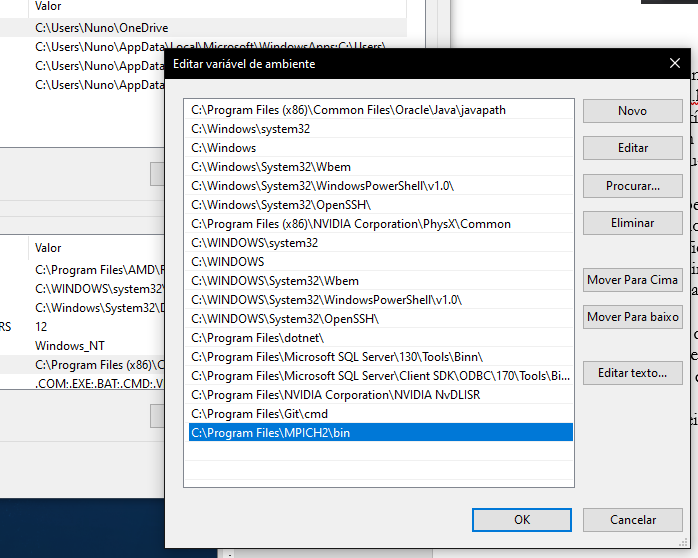 Valor
C:\Users\Nuno\OneDrive
C:\Users\Nuno\AppData\Local\Microsoft\WindowsApps;C:\Users\
C:\Users\Nuno\AppData
C:\Users\Nuno\AppData
Editar variável de ambiente
C:\Program Files (x86)\Common Files\Oracle\Java\javapath
C:\Windows\system32
C:\Windows
C:\Windows\System32\Wbem
C:\Windows\System32\WindowsPowerShell\v1.0\
C:\Windows\System32\OpenSSH\
C:\Program Files (x86)\NVIDIA Corporation\PhysX\Common
C:\WINDOWS\system32
C:\WINDOWS
C:\WINDOWS\System32\Wbem
C:\WINDOWS\System32\WindowsPowerShell\v1.0\
C:\WINDOWS\System32\OpenSSH\
C:\Program Files\dotnet\
C:\Program Files\Microsoft SQL Server\130\Tools\Binn\
C:\Program Files\Microsoft SQL Server\Client SDK\ODBC\170\Tools\Bi...
C:\Program Files\NVIDIA Corporation\NVIDIA NvDLISR
C:\Program Files\Git\cmd
C:\Program Files\MPICH2\bin
Novo
Editar
Procurar...
Eliminar
Mover Para Cima
Mover Para baixo
Editar texto...
OK
Cancelar
Valor
C:\Program Files\AMD\
C:\WINDOWS\system32\
C:\Windows\System32\
RS 12
Windows_NT
C:\Program Files (x86)\C
.COM;.EXE;.BAT;.CMD;.V